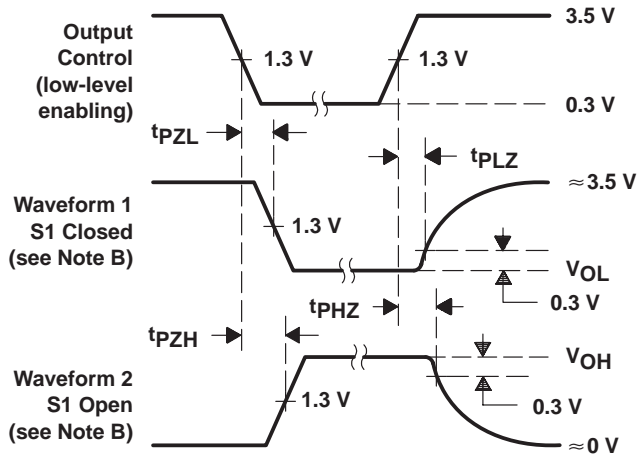 Output
Control
(low-level
enabling)
3.5 V
1.3 V
1.3 V
0.3 V
tPZL
tPLZ
Waveform 1
S1 Closed
(see Note B)
≈3.5 V
1.3 V
VOL
0.3 V
tPHZ
tPZH
Waveform 2
S1 Open
(see Note B)
VOH
1.3 V
0.3 V
≈0 V